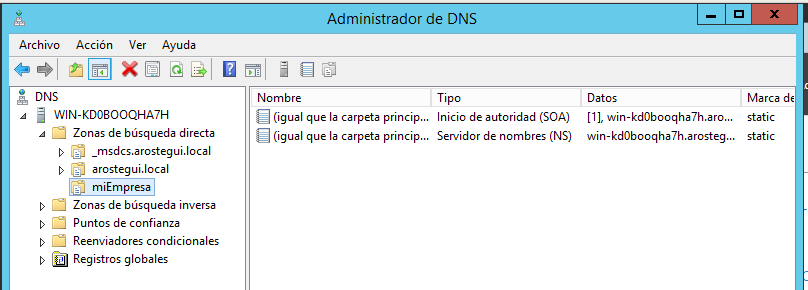 Administrador de DNS
Archivo Acción Ver Ayuda
DNS
WIN-KD0BOOQHA7H
Zonas de búsqueda directa
_msdcs.arostegui.local
arostegui.local
miEmpresa
Zonas de búsqueda inversa
Puntos de confianza
Reenviadores condicionales
Registros globales
Nombre Tipo Datos Marca de
(igual que la carpeta princip... Inicio de autoridad (SOA) [1], win-kd0booqha7h.aro... static
(igual que la carpeta princip... Servidor de nombres (NS) win-kd0booqha7h.arosteg... static